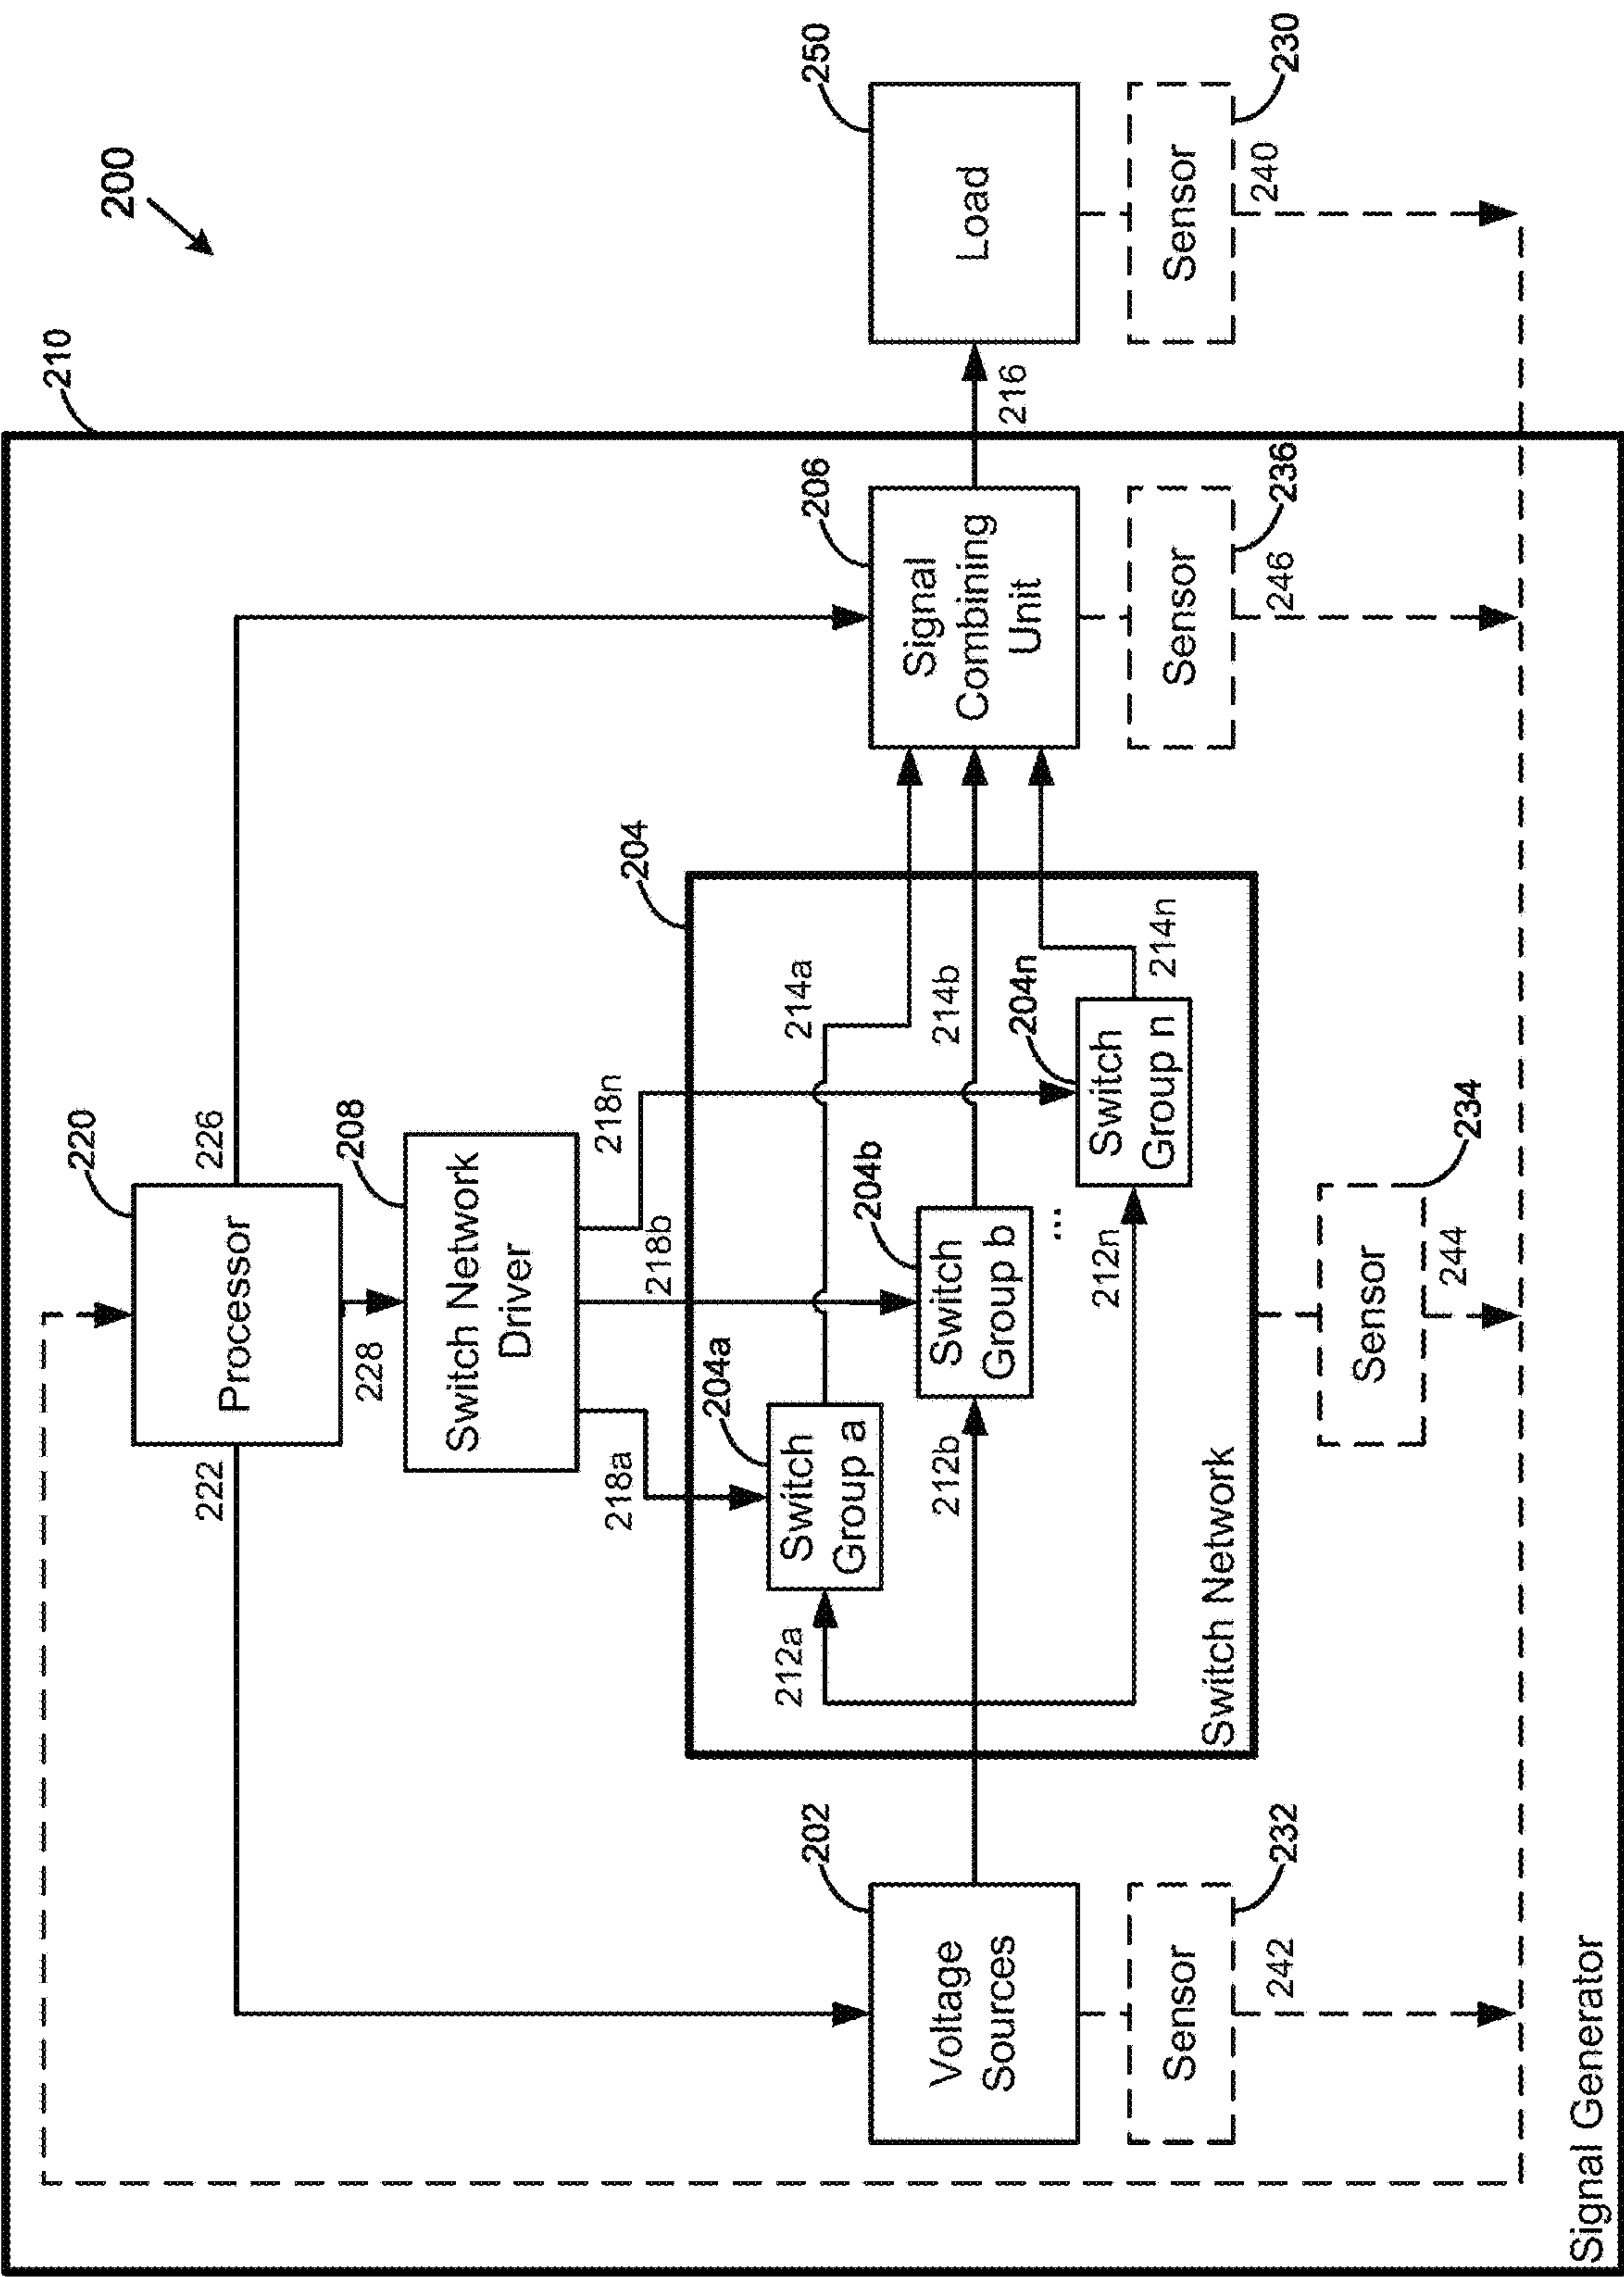 200
210
220
Processor
222
226
228
208
Switch Network
Driver
218a
218b
218n
204
204a
Switch
Group a
212a
214a
204b
Switch
Group b
212b
214b
...
204n
Switch
Group n
212n
214n
Switch Network
202
Voltage
Sources
206
Signal
Combining
Unit
216
250
Load
Sensor
232
242
Sensor
234
244
Sensor
236
246
Sensor
230
240
Signal Generator